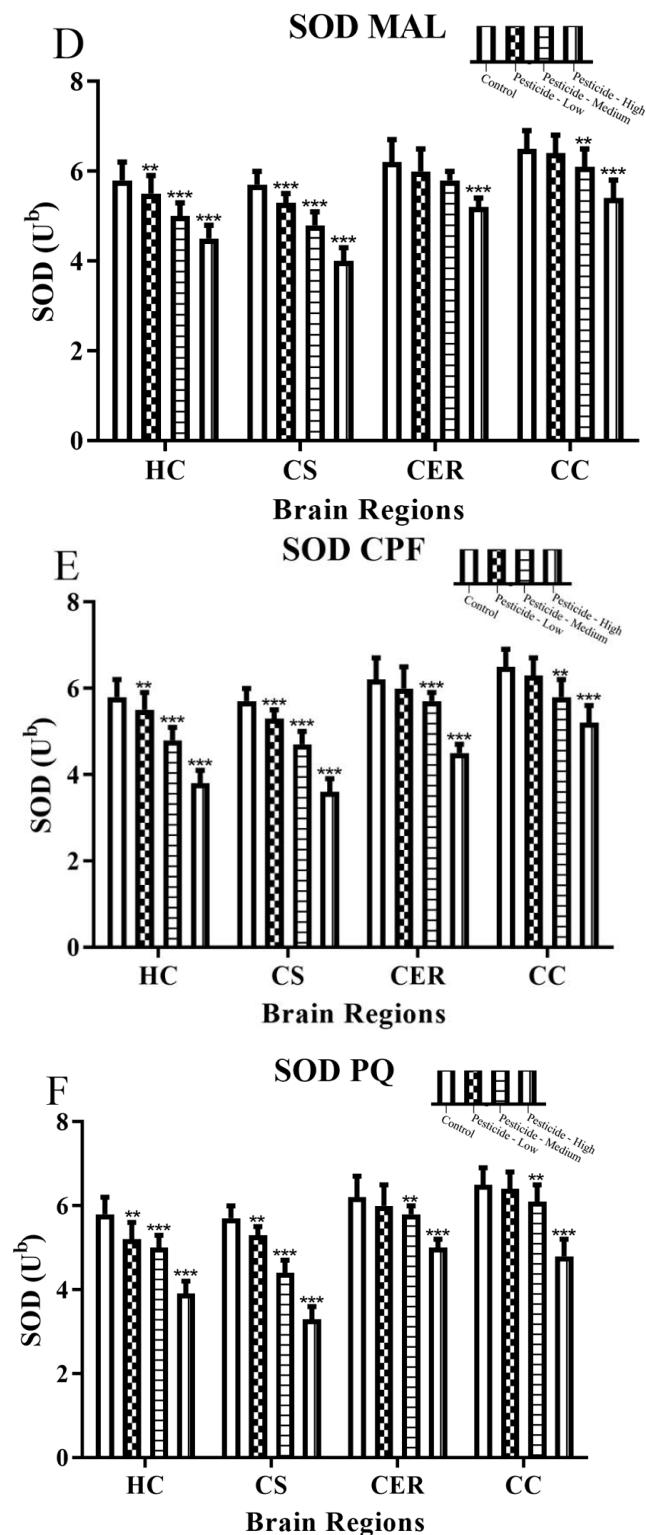 D
SOD MAL
Control
Pesticide - Low
Pesticide - Medium
Pesticide - High
SOD (Uᵇ)
8
6
4
2
0
** *** ***
*** *** ***
***
** ***
HC CS CER CC
Brain Regions
E
SOD CPF
Control
Pesticide - Low
Pesticide - Medium
Pesticide - High
SOD (Uᵇ)
8
6
4
2
0
** *** ***
*** *** ***
*** ***
** ***
HC CS CER CC
Brain Regions
F
SOD PQ
Control
Pesticide - Low
Pesticide - Medium
Pesticide - High
SOD (Uᵇ)
8
6
4
2
0
** *** ***
** *** ***
** ***
** ***
HC CS CER CC
Brain Regions